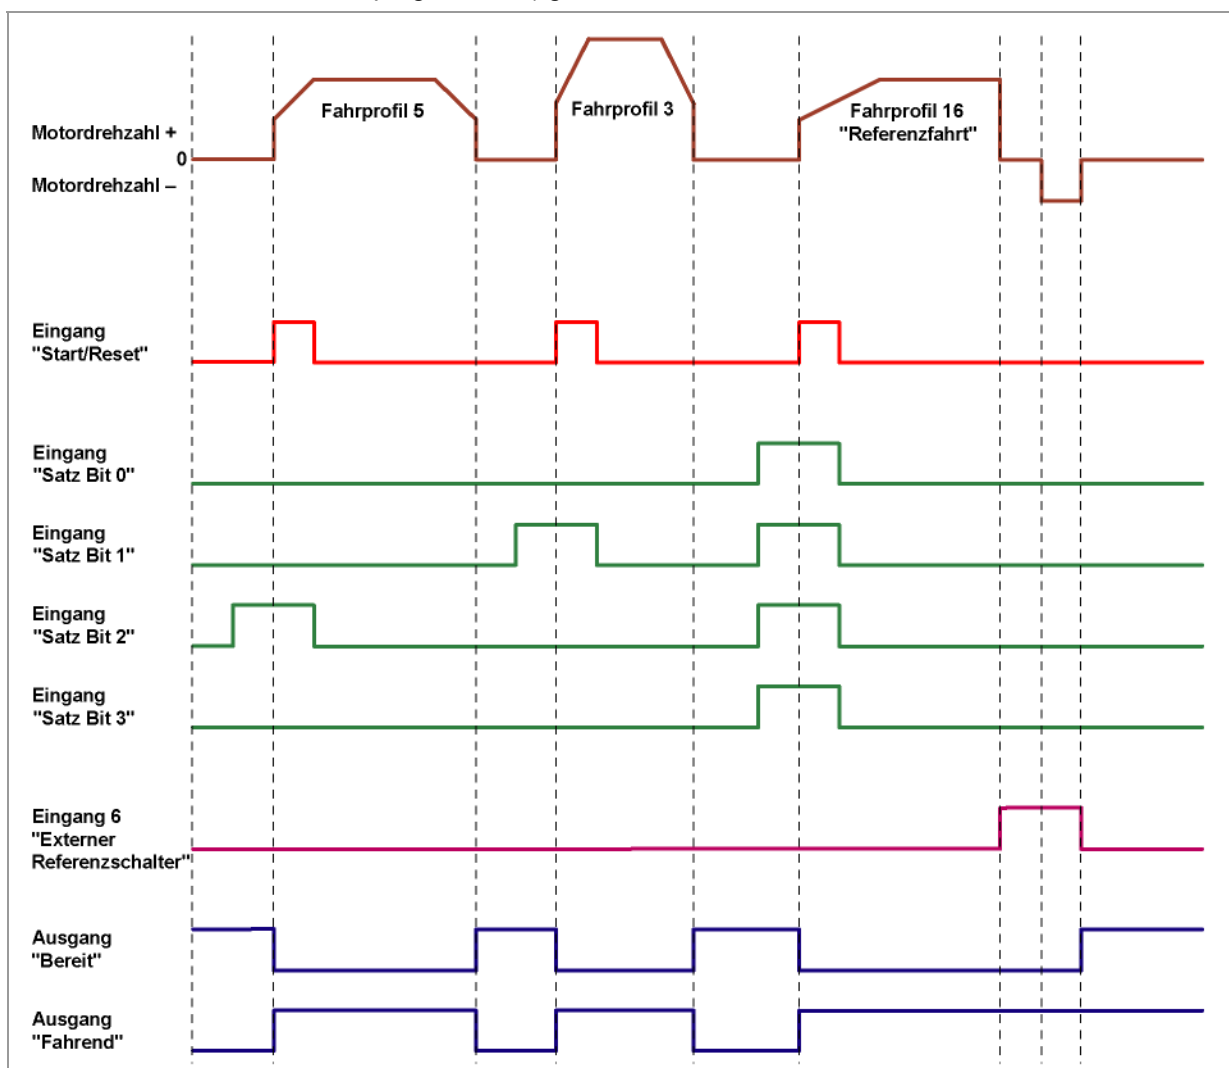 Fahrprofil 5
Fahrprofil 3
Fahrprofil 16
"Referenzfahrt"
Motordrehzahl +
0
Motordrehzahl –
Eingang
"Start/Reset"
Eingang
"Satz Bit 0"
Eingang
"Satz Bit 1"
Eingang
"Satz Bit 2"
Eingang
"Satz Bit 3"
Eingang 6
"Externer
Referenzschalter"
Ausgang
"Bereit"
Ausgang
"Fahrend"